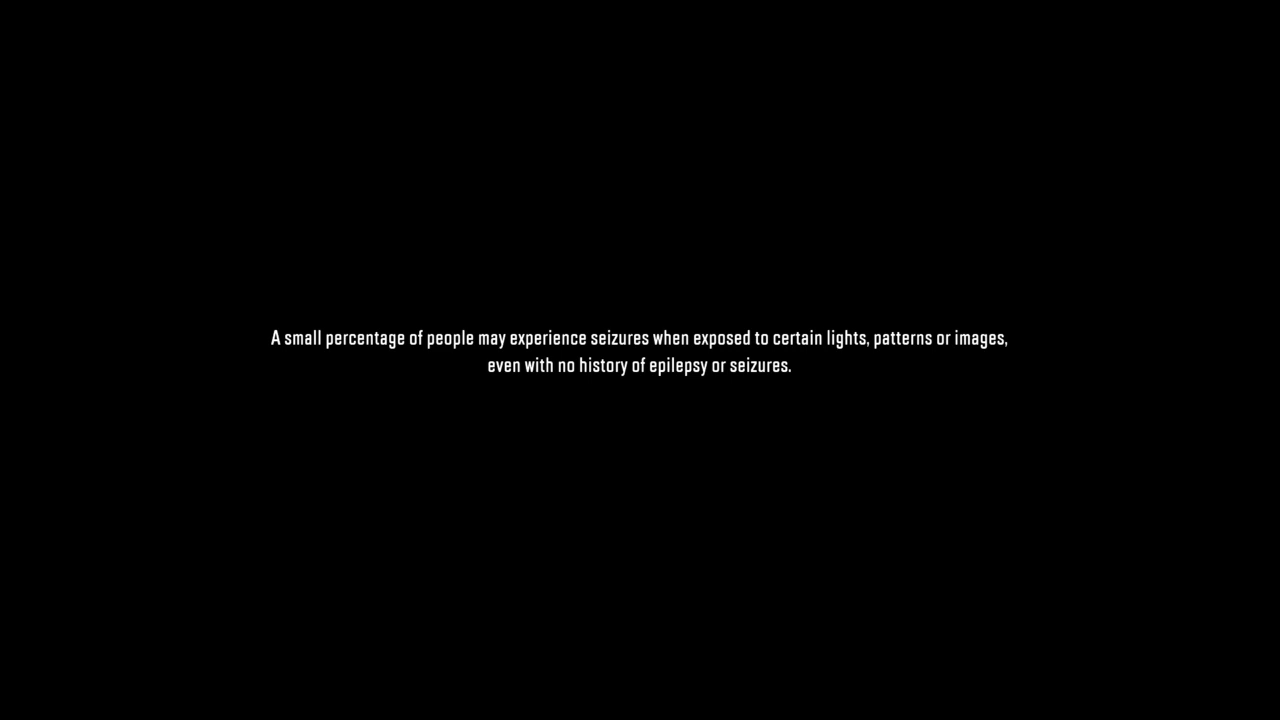 A small percentage of people may experience seizures when exposed to certain lights, patterns or images,
even with no history of epilepsy or seizures.